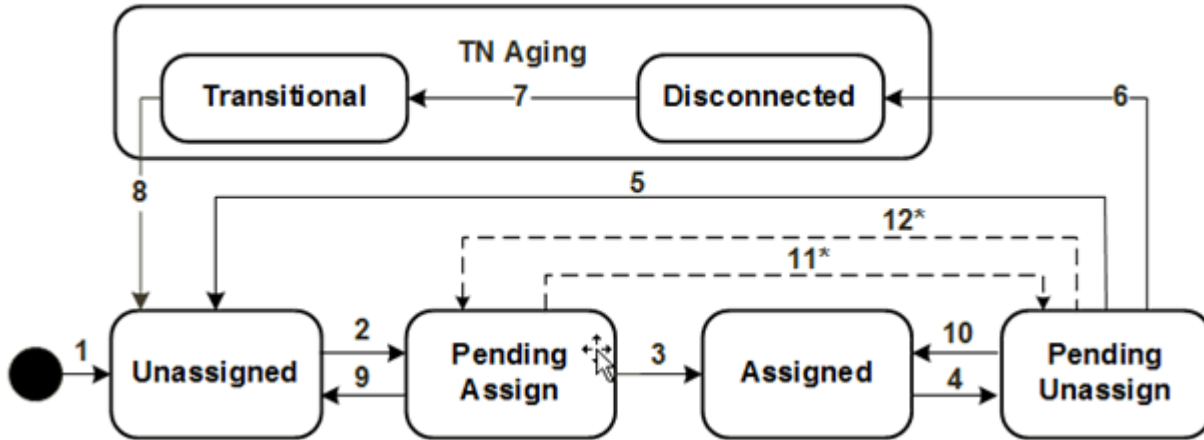 TN Aging
Transitional
7
Disconnected
6
8
5
12*
11*
1
Unassigned
2
9
Pending
Assign
3
Assigned
10
4
Pending
Unassign